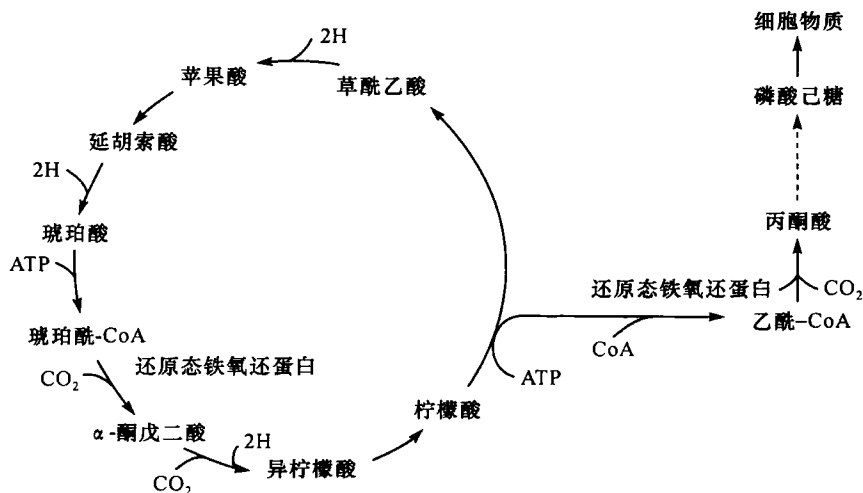 细胞物质
2H
苹果酸
草酰乙酸
磷酸己糖
延胡索酸
2H
琥珀酸
丙酮酸
ATP
还原态铁氧还蛋白
CO₂
琥珀酰-CoA
CoA
乙酰-CoA
还原态铁氧还蛋白
CO₂
ATP
柠檬酸
α-酮戊二酸
2H
CO₂
异柠檬酸